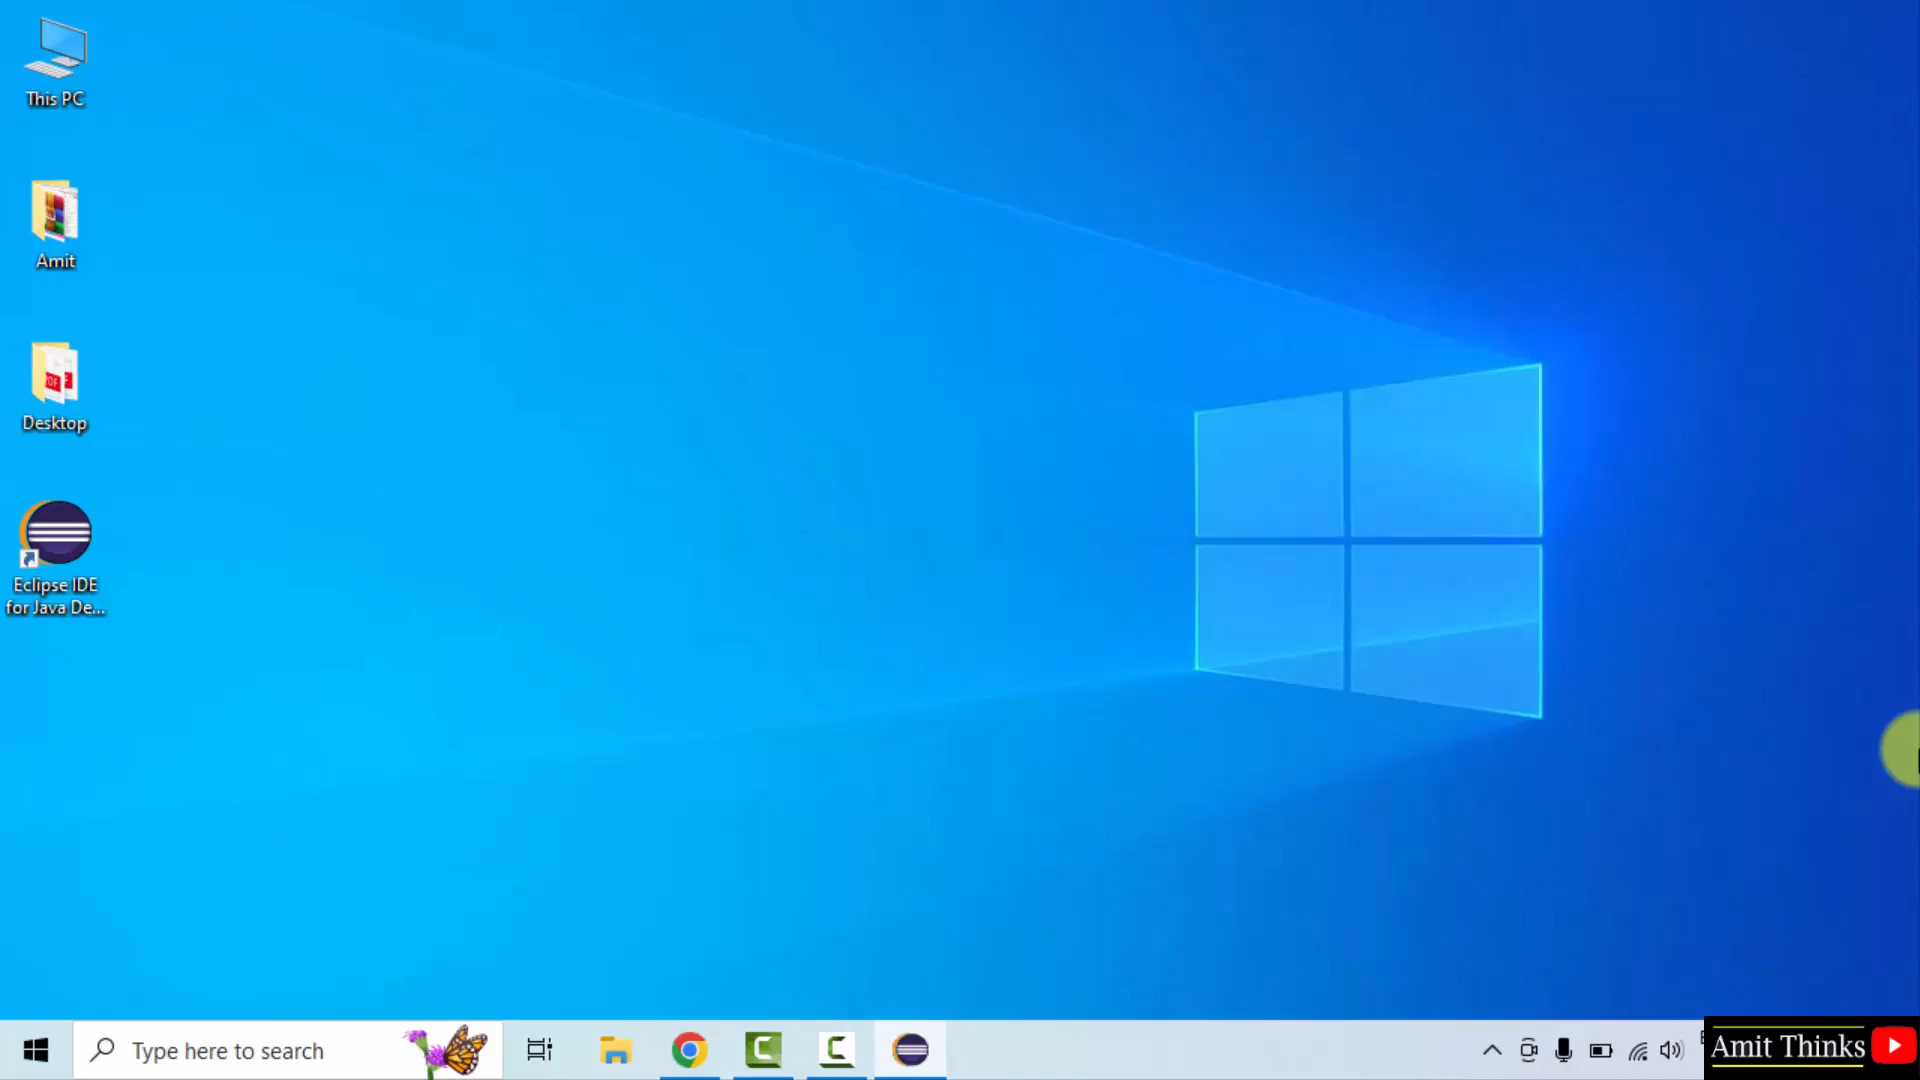 This PC
Amit
Desktop
Eclipse IDE
for Java De...
Type here to search
Amit Thinks